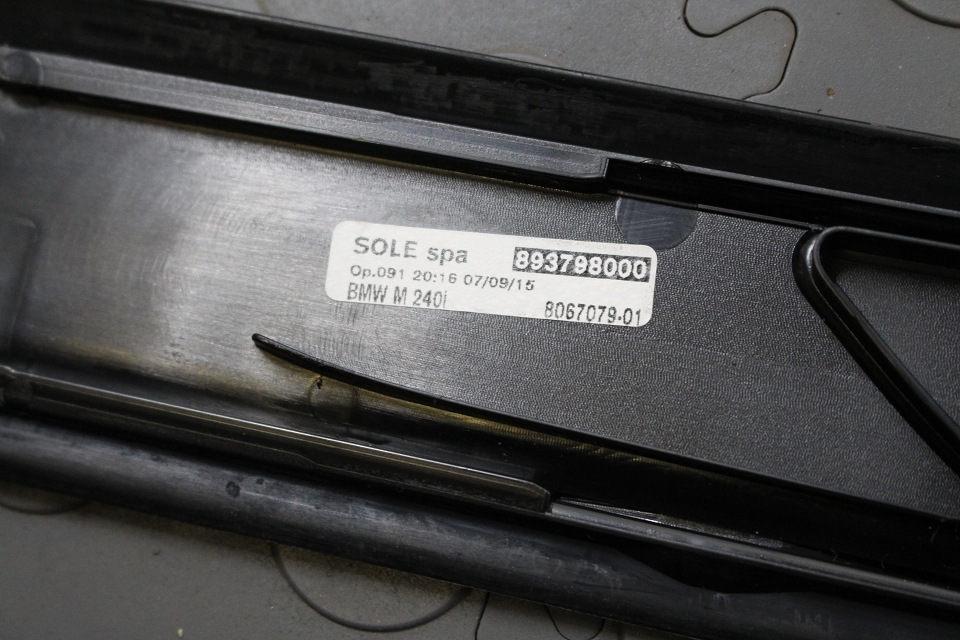 SOLE spa 893798000
Op.091 20:16 07/09/15
BMW M 240i 8067079-01